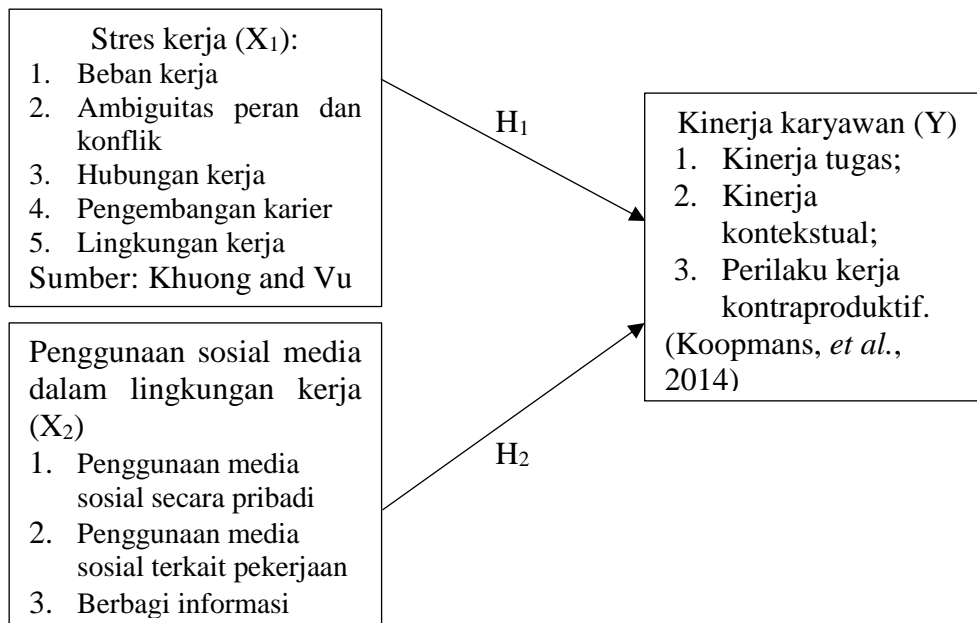 Stres kerja (X₁):
1. Beban kerja
2. Ambiguitas peran dan
konflik
3. Hubungan kerja
4. Pengembangan karier
5. Lingkungan kerja
Sumber: Khuong and Vu
H₁
Kinerja karyawan (Y)
1. Kinerja tugas;
2. Kinerja
kontekstual;
3. Perilaku kerja
kontraproduktif.
(Koopmans, et al.,
2014)
Penggunaan sosial media
dalam lingkungan kerja
(X₂)
1. Penggunaan media
sosial secara pribadi
2. Penggunaan media
sosial terkait pekerjaan
3. Berbagi informasi
H₂